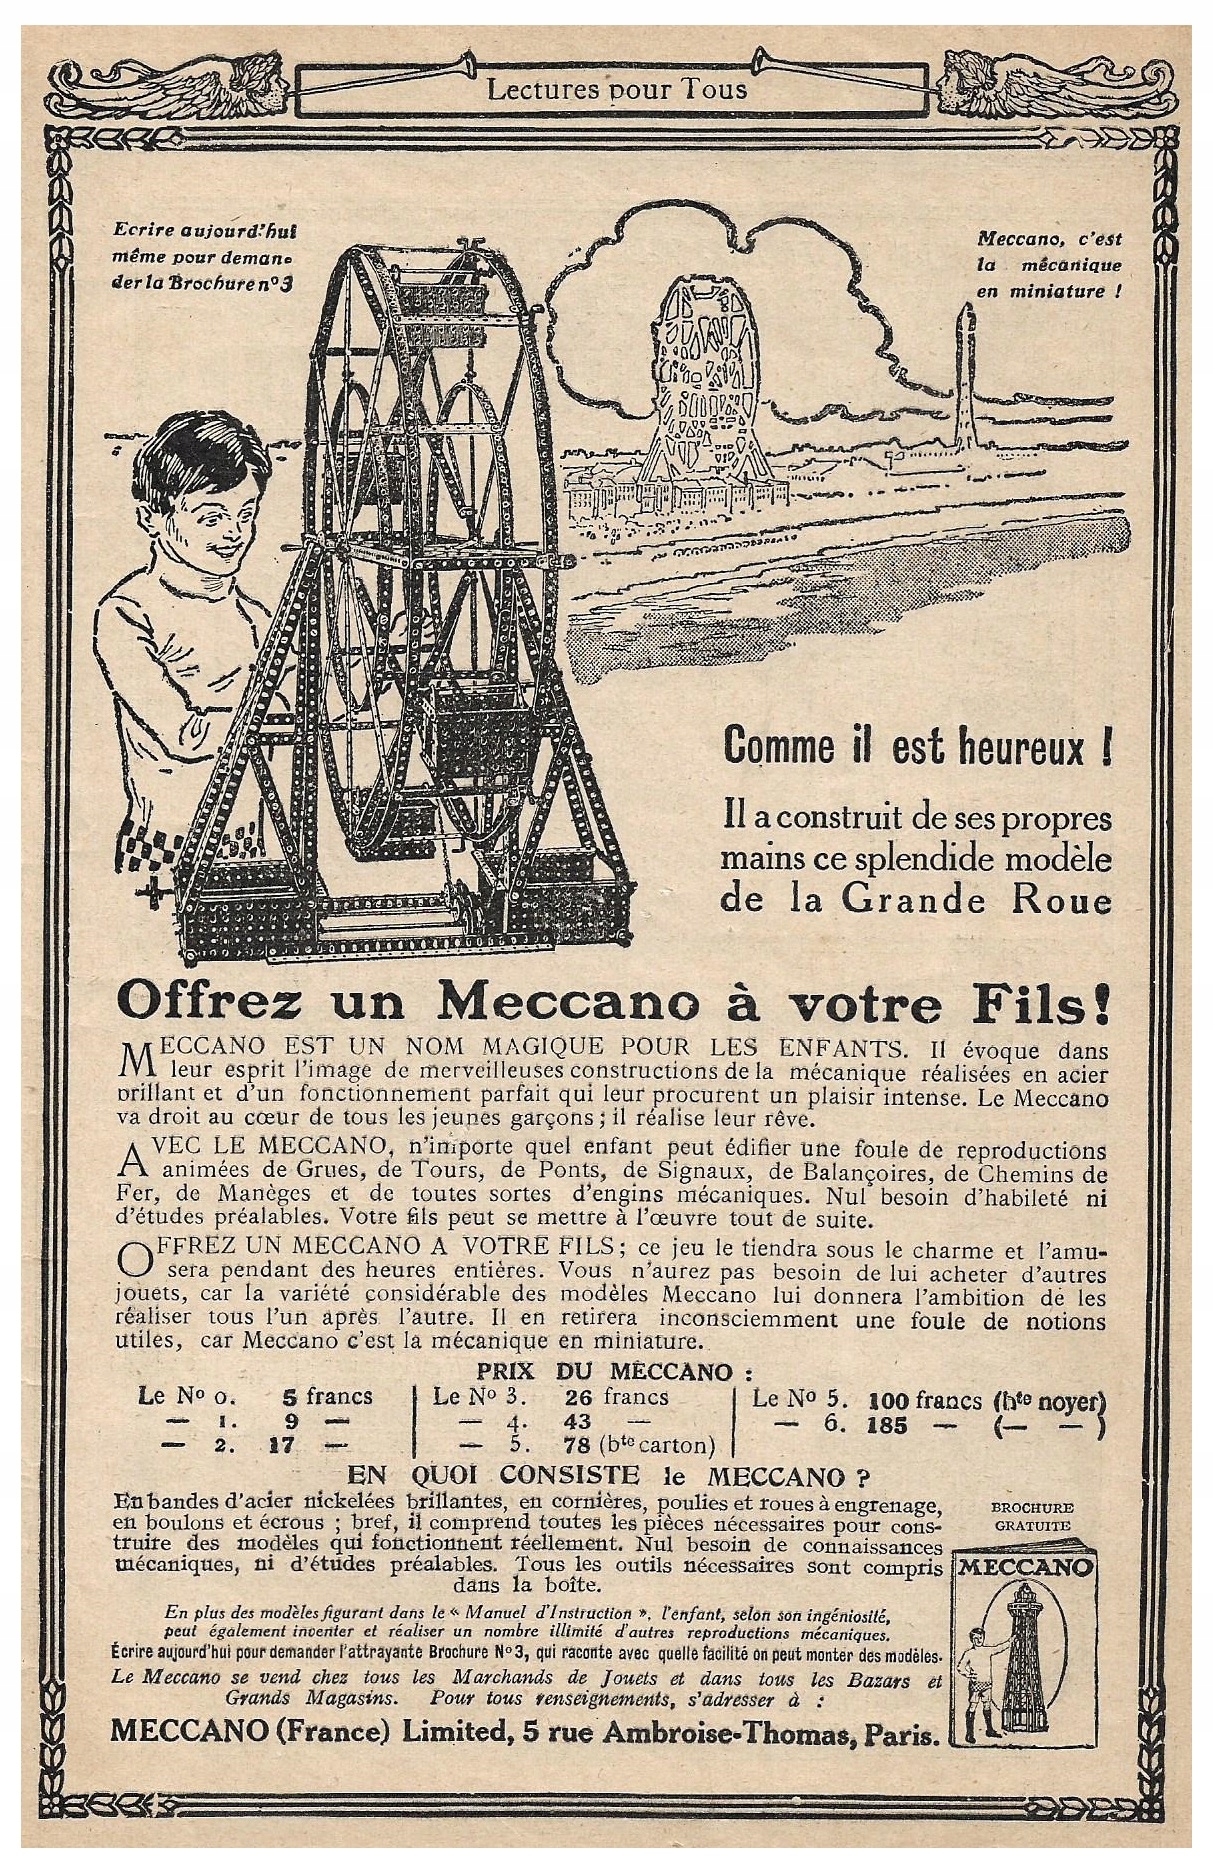 Lectures pour Tous
Ecrire aujourd'hui
même pour deman-
der la Brochure nº 3
Meccano, c'est
la mécanique
en miniature !
Comme il est heureux !
Il a construit de ses propres
mains ce splendide modèle
de la Grande Roue
Offrez un Meccano à votre Fils!
MECCANO EST UN NOM MAGIQUE POUR LES ENFANTS. Il évoque dans
leur esprit l'image de merveilleuses constructions de la mécanique réalisées en acier
brillant et d'un fonctionnement parfait qui leur procurent un plaisir intense. Le Meccano
va droit au cœur de tous les jeunes garçons ; il réalise leur rêve.
AVEC LE MECCANO, n'importe quel enfant peut édifier une foule de reproductions
animées de Grues, de Tours, de Ponts, de Signaux, de Balançoires, de Chemins de
Fer, de Manèges et de toutes sortes d'engins mécaniques. Nul besoin d'habileté ni
d'études préalables. Votre fils peut se mettre à l'œuvre tout de suite.
OFFREZ UN MECCANO A VOTRE FILS ; ce jeu le tiendra sous le charme et l'amu-
sera pendant des heures entières. Vous n'aurez pas besoin de lui acheter d'autres
jouets, car la variété considérable des modèles Meccano lui donnera l'ambition de les
réaliser tous l'un après l'autre. Il en retirera inconsciemment une foule de notions
utiles, car Meccano c'est la mécanique en miniature.
PRIX DU MECCANO :
Le Nº 0. 5 francs
— 1. 9 —
— 2. 17 —
Le Nº 3. 26 francs
— 4. 43 —
— 5. 78 (bte carton)
Le Nº 5. 100 francs (bte noyer)
— 6. 185 — (— —)
EN QUOI CONSISTE le MECCANO ?
En bandes d'acier nickelées brillantes, en cornières, poulies et roues à engrenage,
en boulons et écrous ; bref, il comprend toutes les pièces nécessaires pour cons-
truire des modèles qui fonctionnent réellement. Nul besoin de connaissances
mécaniques, ni d'études préalables. Tous les outils nécessaires sont compris
dans la boîte.
En plus des modèles figurant dans le « Manuel d'Instruction », l'enfant, selon son ingéniosité,
peut également inventer et réaliser un nombre illimité d'autres reproductions mécaniques.
Écrire aujourd'hui pour demander l'attrayante Brochure Nº 3, qui raconte avec quelle facilité on peut monter des modèles.
Le Meccano se vend chez tous les Marchands de Jouets et dans tous les Bazars et
Grands Magasins. Pour tous renseignements, s'adresser à :
MECCANO (France) Limited, 5 rue Ambroise-Thomas, Paris.
BROCHURE
GRATUITE
MECCANO